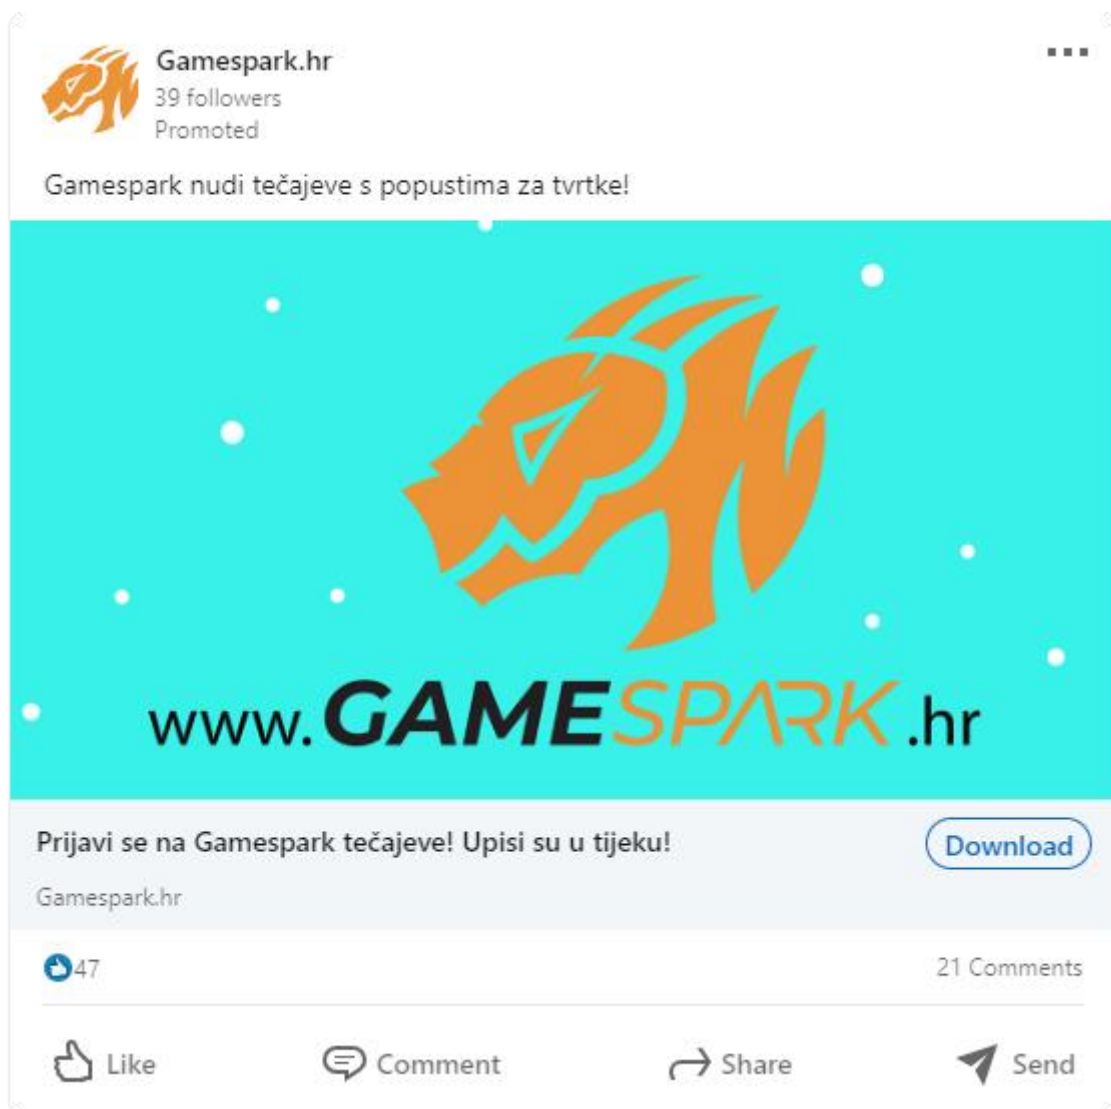 Gamespark.hr
39 followers
Promoted
Gamespark nudi tečajeve s popustima za tvrtke!
www.GAMESPARK.hr
Prijavi se na Gamespark tečajeve! Upisi su u tijeku!
Download
Gamespark.hr
47
21 Comments
Like Comment Share Send